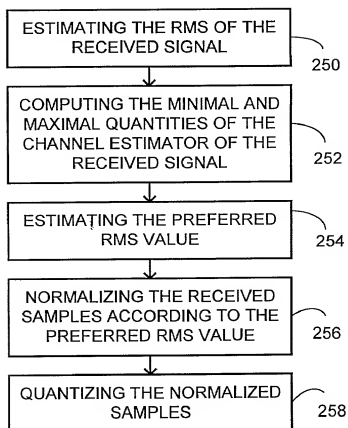 ESTIMATING THE RMS OF THE
RECEIVED SIGNAL
250
COMPUTING THE MINIMAL AND
MAXIMAL QUANTITIES OF THE
CHANNEL ESTIMATOR OF
THE RECEIVED SIGNAL
252
ESTIMATING THE PREFERRED
RMS VALUE
254
NORMALIZING THE RECEIVED
SAMPLES ACCORDING TO THE
PREFERRED RMS VALUE
256
QUANTIZING THE NORMALIZED
SAMPLES
258